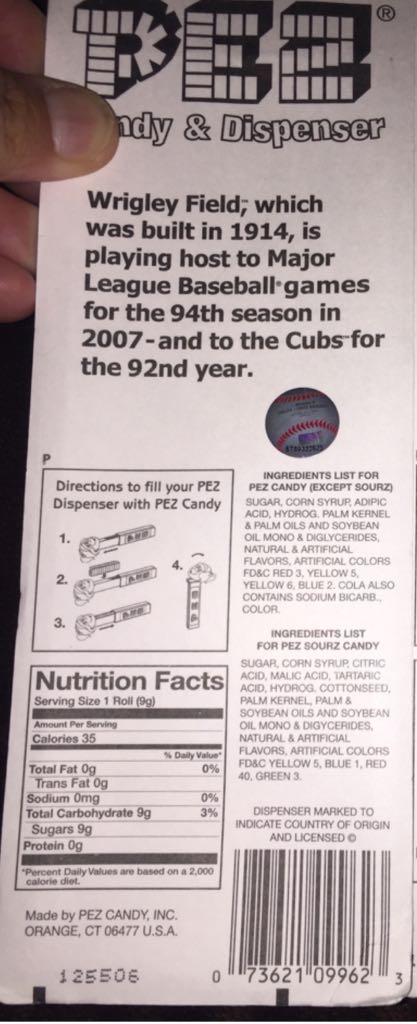 PEZ®
ndy & Dispenser
Wrigley Field,™ which
was built in 1914, is
playing host to Major
League Baseball® games
for the 94th season in
2007-and to the Cubs™ for
the 92nd year.
P
Directions to fill your PEZ
Dispenser with PEZ Candy
1.
2.
3.
4.
INGREDIENTS LIST FOR
PEZ CANDY (EXCEPT SOURZ)
SUGAR, CORN SYRUP, ADIPIC
ACID, HYDROG. PALM KERNEL
& PALM OILS AND SOYBEAN
OIL MONO & DIGLYCERIDES,
NATURAL & ARTIFICIAL
FLAVORS, ARTIFICIAL COLORS
FD&C RED 3, YELLOW 5,
YELLOW 6, BLUE 2. COLA ALSO
CONTAINS SODIUM BICARB.,
COLOR.
INGREDIENTS LIST
FOR PEZ SOURZ CANDY
SUGAR, CORN SYRUP, CITRIC
ACID, MALIC ACID, TARTARIC
ACID, HYDROG. COTTONSEED,
PALM KERNEL, PALM &
SOYBEAN OILS AND SOYBEAN
OIL MONO & DIGYCERIDES,
NATURAL & ARTIFICIAL
FLAVORS, ARTIFICIAL COLORS
FD&C YELLOW 5, BLUE 1, RED
40, GREEN 3.
DISPENSER MARKED TO
INDICATE COUNTRY OF ORIGIN
AND LICENSED ©
Nutrition Facts
Serving Size 1 Roll (9g)
Amount Per Serving
Calories 35
% Daily Value*
Total Fat 0g 0%
Trans Fat 0g
Sodium 0mg 0%
Total Carbohydrate 9g 3%
Sugars 9g
Protein 0g
*Percent Daily Values are based on a 2,000
calorie diet.
Made by PEZ CANDY, INC.
ORANGE, CT 06477 U.S.A.
125506
0 73621 09962 3